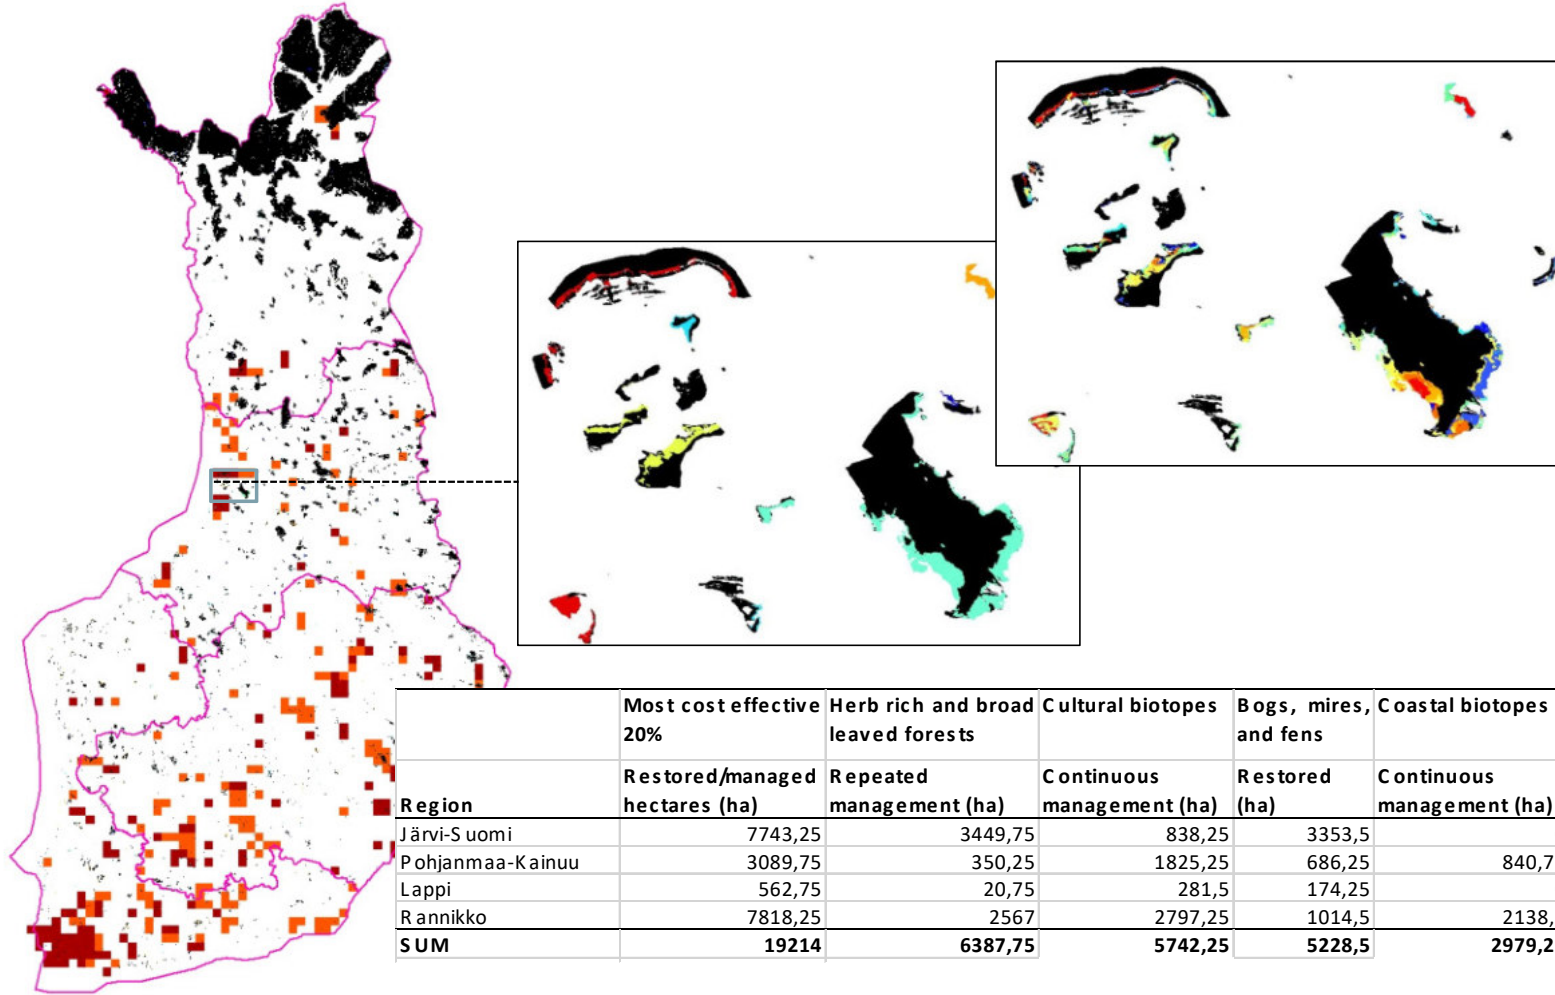 Most cost effective 20% | Herb rich and broad leaved forests | Cultural biotopes | Bogs, mires, and fens | Coastal biotopes
Region | Restored/managed hectares (ha) | Repeated management (ha) | Continuous management (ha) | Restored (ha) | Continuous management (ha)
Järvi-Suomi | 7743,25 | 3449,75 | 838,25 | 3353,5
Pohjanmaa-Kainuu | 3089,75 | 350,25 | 1825,25 | 686,25 | 840,7
Lappi | 562,75 | 20,75 | 281,5 | 174,25
Rannikko | 7818,25 | 2567 | 2797,25 | 1014,5 | 2138,
SUM | 19214 | 6387,75 | 5742,25 | 5228,5 | 2979,2